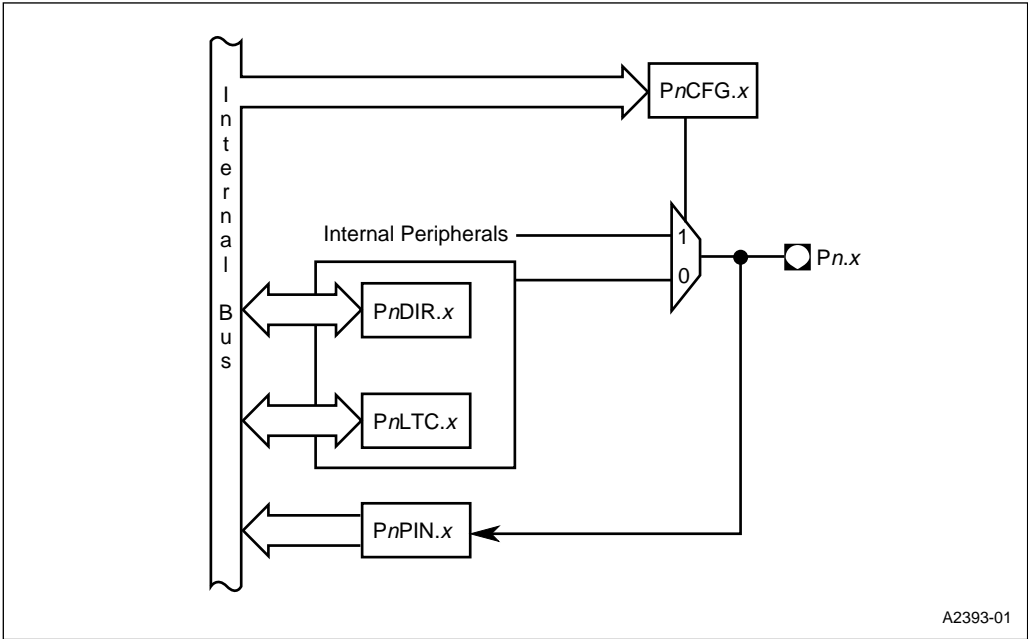 Internal Bus
PnCFG.x
Internal Peripherals
1
0
Pn.x
PnDIR.x
PnLTC.x
PnPIN.x
A2393-01